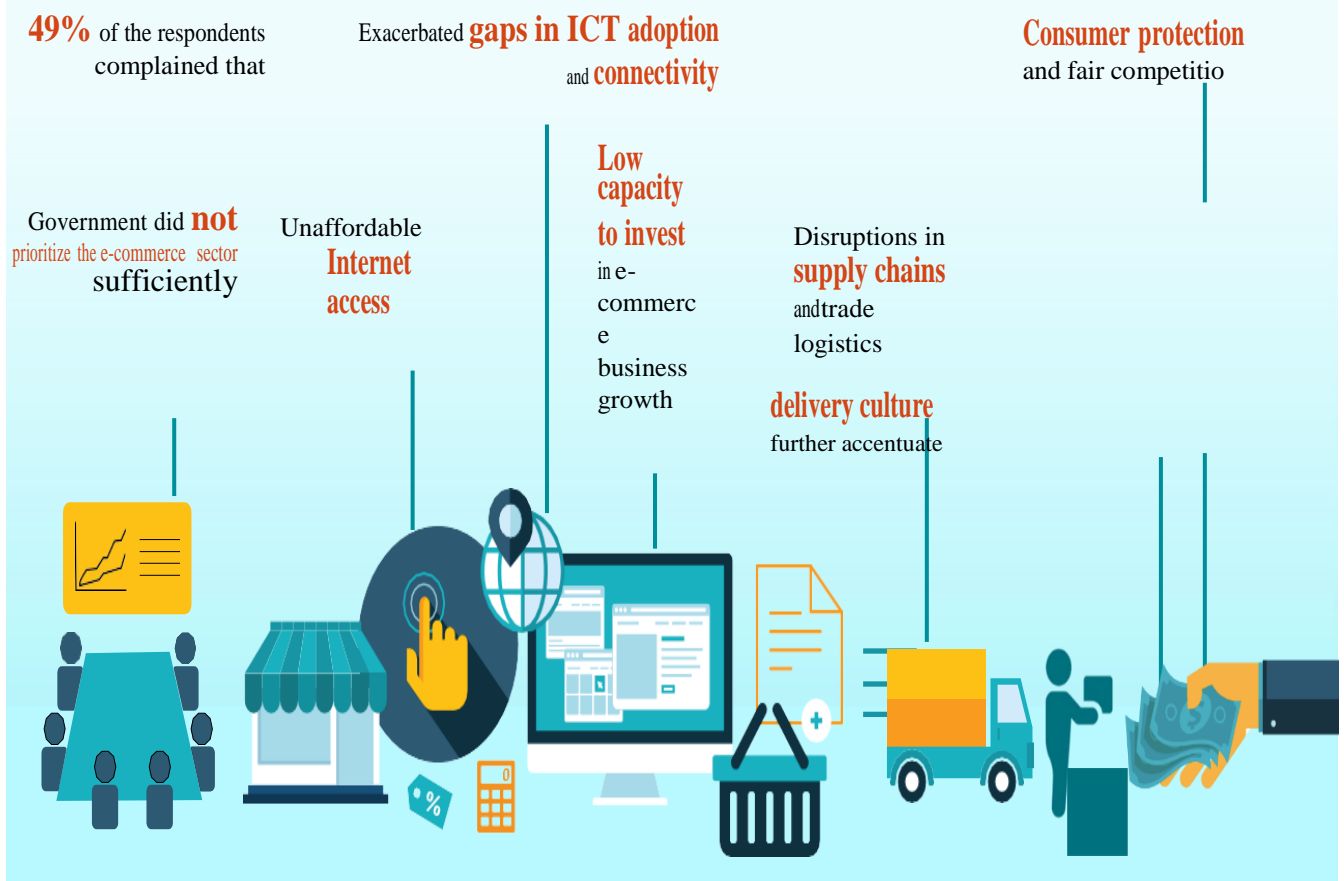 49% of the respondents
complained that
Government did not
prioritize the e-commerce sector
sufficiently
Unaffordable
Internet
access
Exacerbated gaps in ICT adoption
and connectivity
Low
capacity
to invest
in e-
commerc
e
business
growth
Disruptions in
supply chains
andtrade
logistics
delivery culture
further accentuate
Consumer protection
and fair competitio
%
0
$